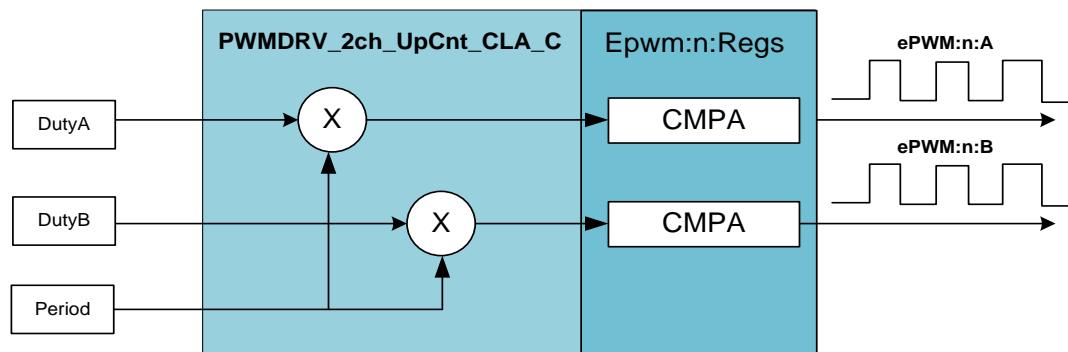 PWMDRV_2ch_UpCnt_CLA_C
Epwm:n:Regs
ePWM:n:A
DutyA
X
CMPA
ePWM:n:B
DutyB
X
CMPA
Period